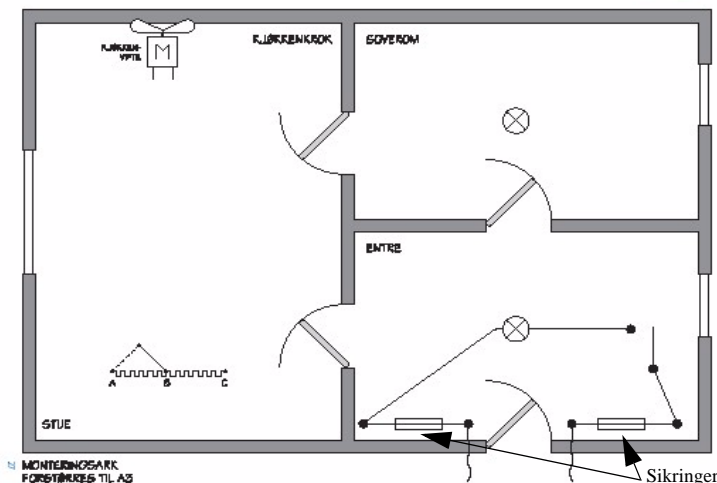 KJØKKEN-
VIFTE
M
KJØKKENKROK
SOVEROM
ENTRE
A B C
STUE
Sikringer
MONTERINGSARK
FORSTØRRES TIL A3